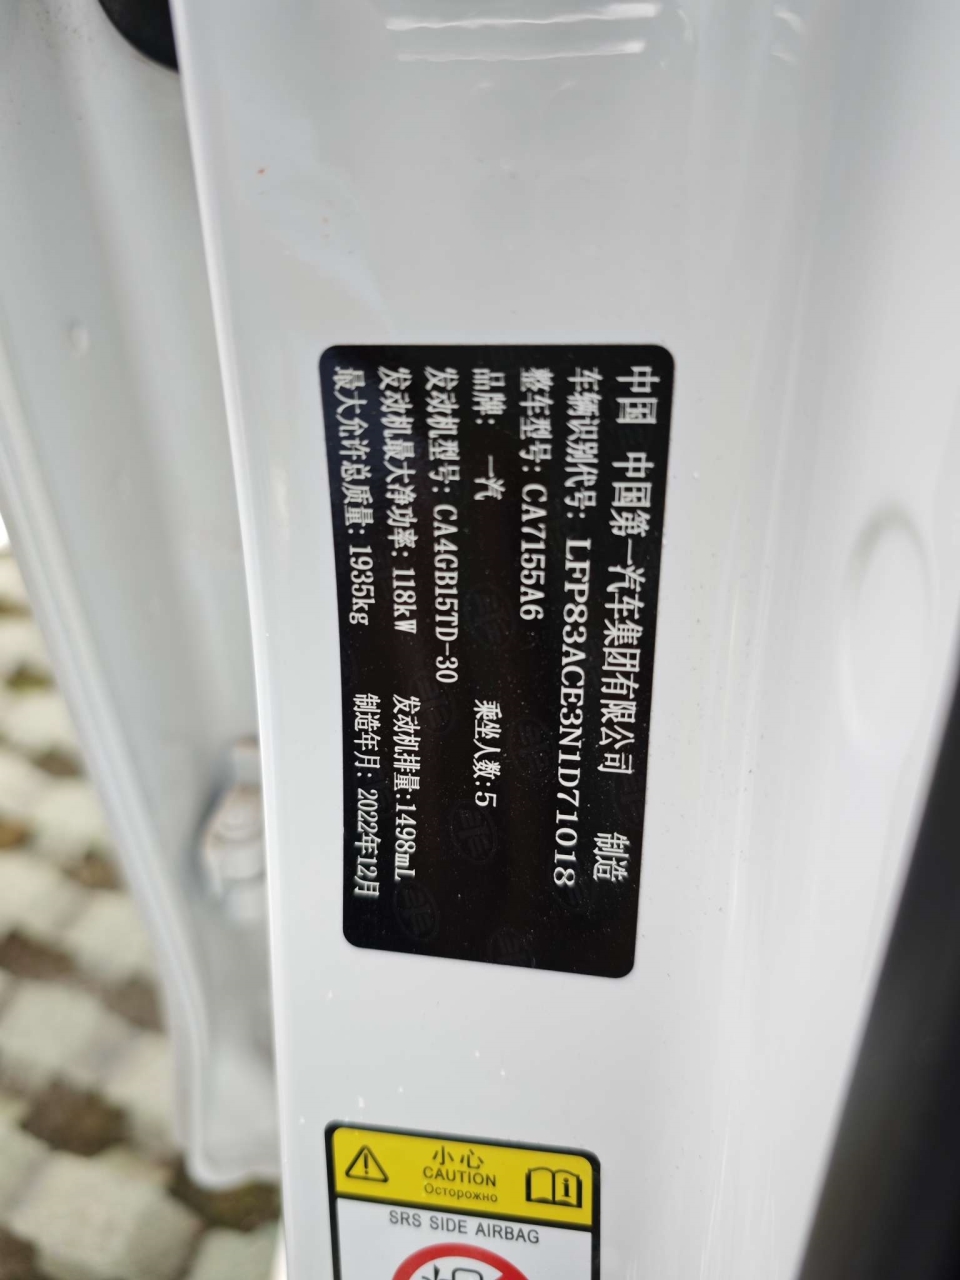 中国 中国第一汽车集团有限公司 制造
车辆识别代号: LFP83ACE3N1D71018
整车型号: CA7155A6
品牌: 一汽 乘坐人数:5
发动机型号: CA4GB15TD-30
发动机最大净功率: 118kW 发动机排量:1498mL
最大允许总质量: 1935kg 制造年月: 2022年12月
小心
CAUTION
Осторожно
SRS SIDE AIRBAG